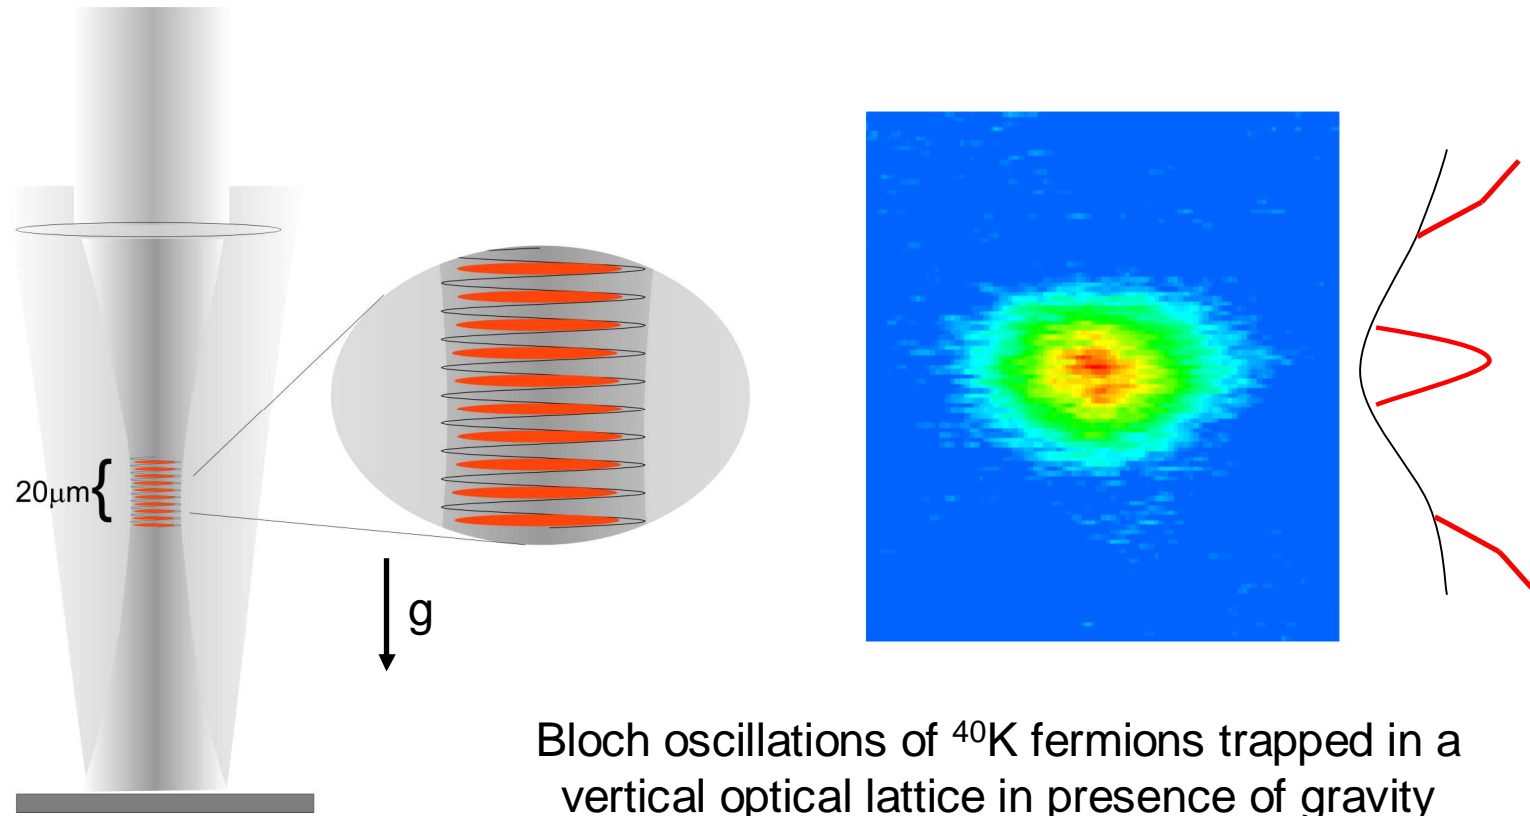 20μm{
g
Bloch oscillations of ⁴⁰K fermions trapped in a
vertical optical lattice in presence of gravity